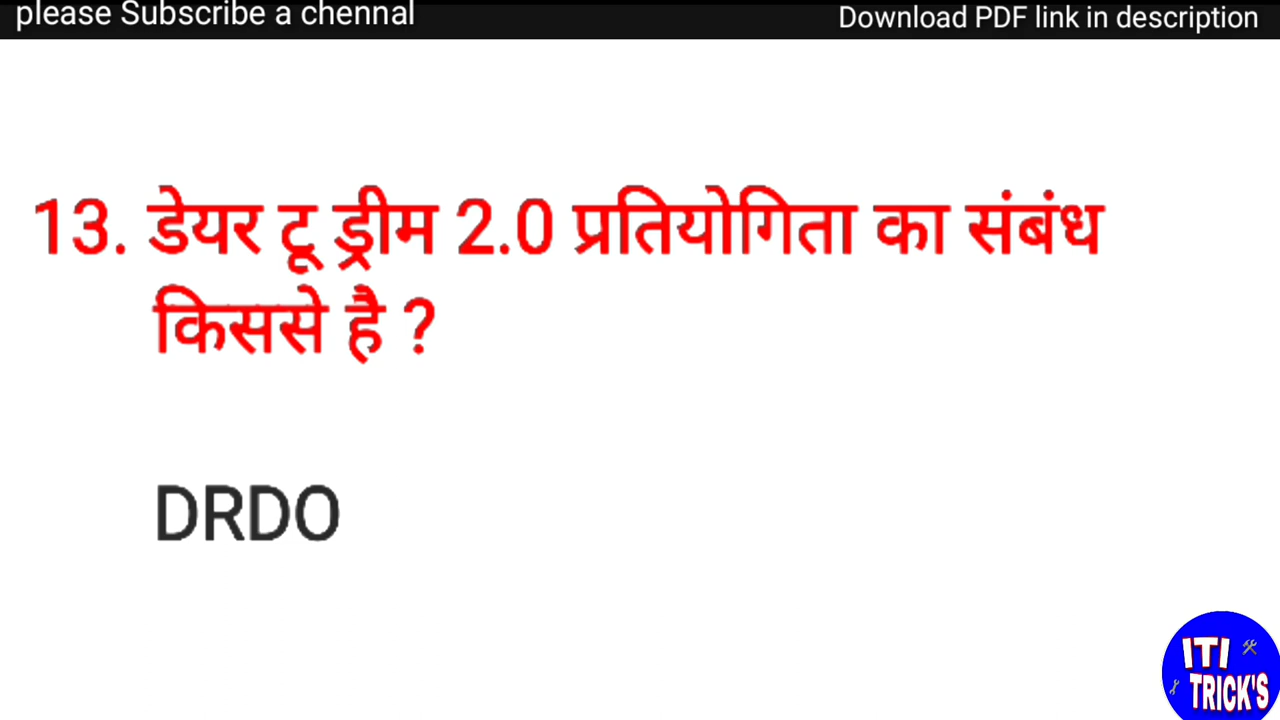 please Subscribe a chennal
Download PDF link in description
13. डेयर टू ड्रीम 2.0 प्रतियोगिता का संबंध
किससे है ?
DRDO
ITI
TRICK'S